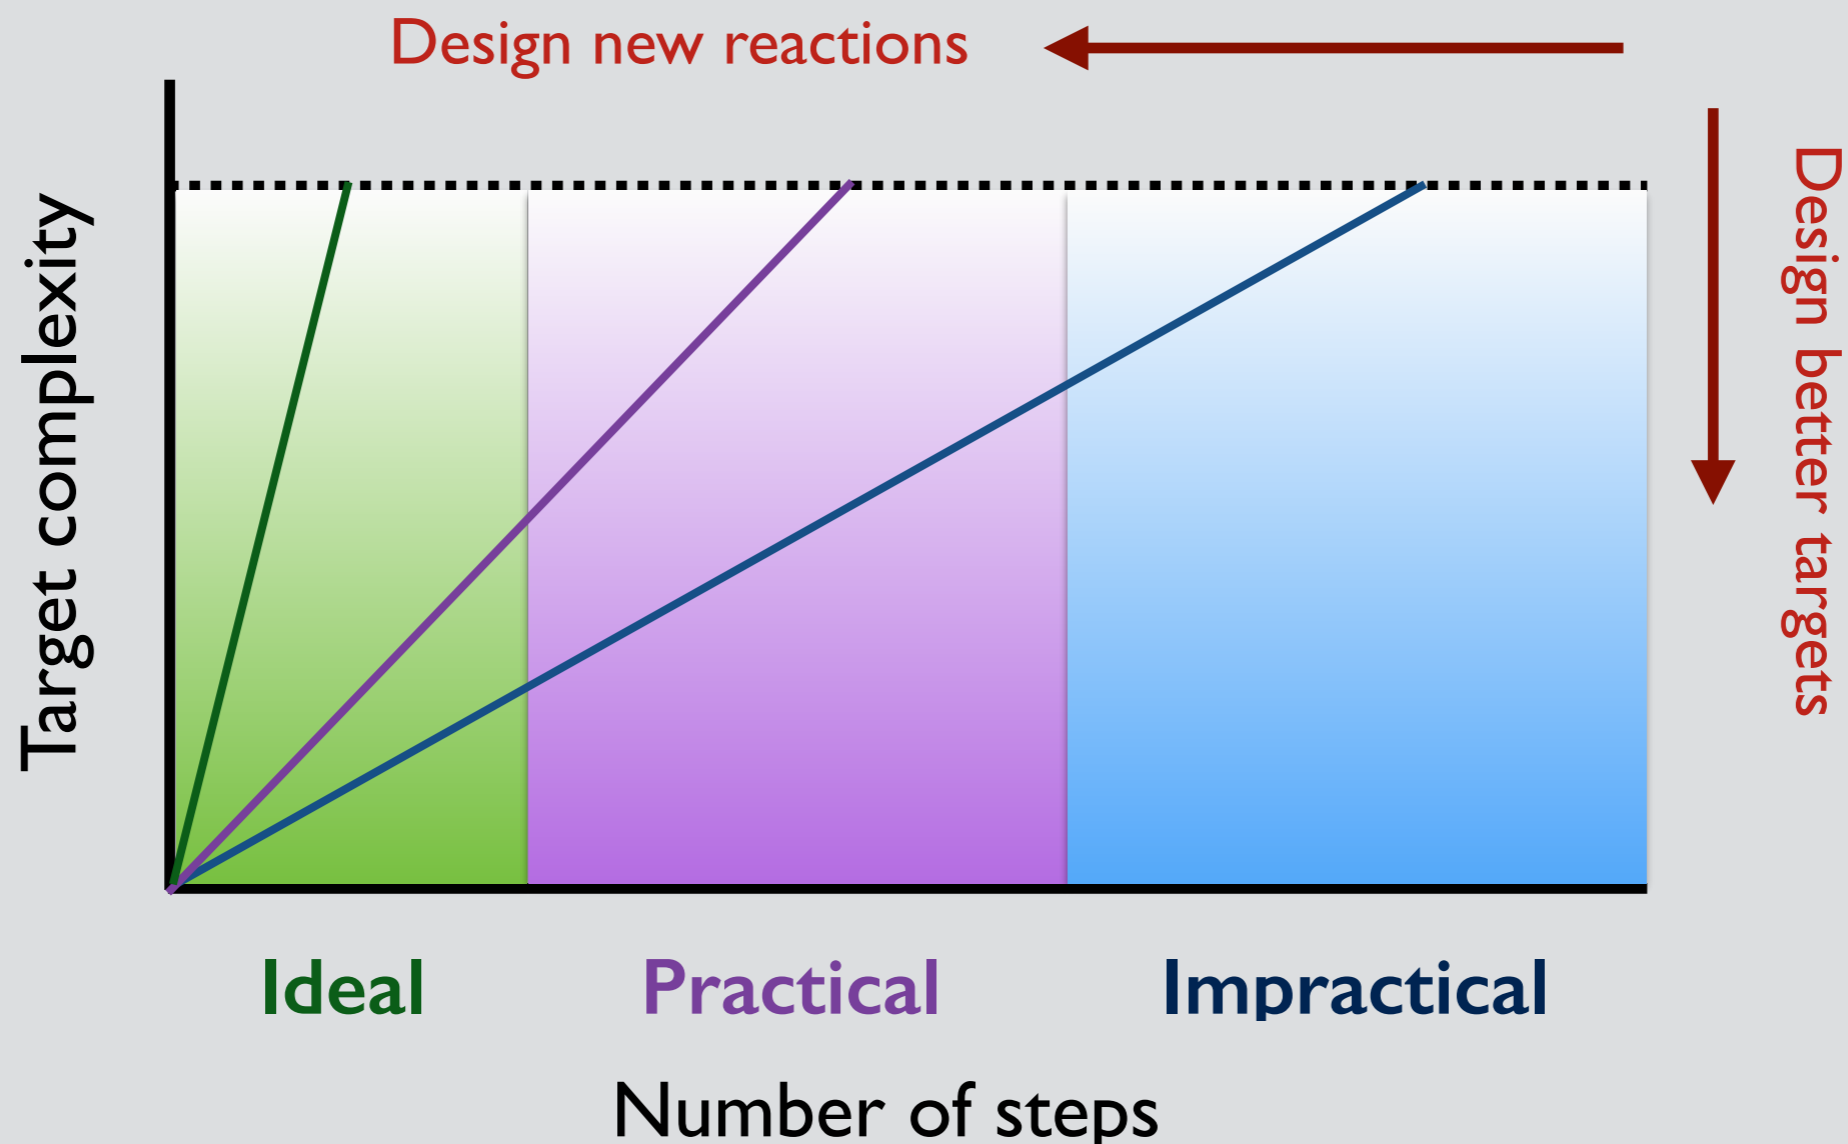 Design new reactions
Target complexity
Design better targets
Ideal
Practical
Impractical
Number of steps